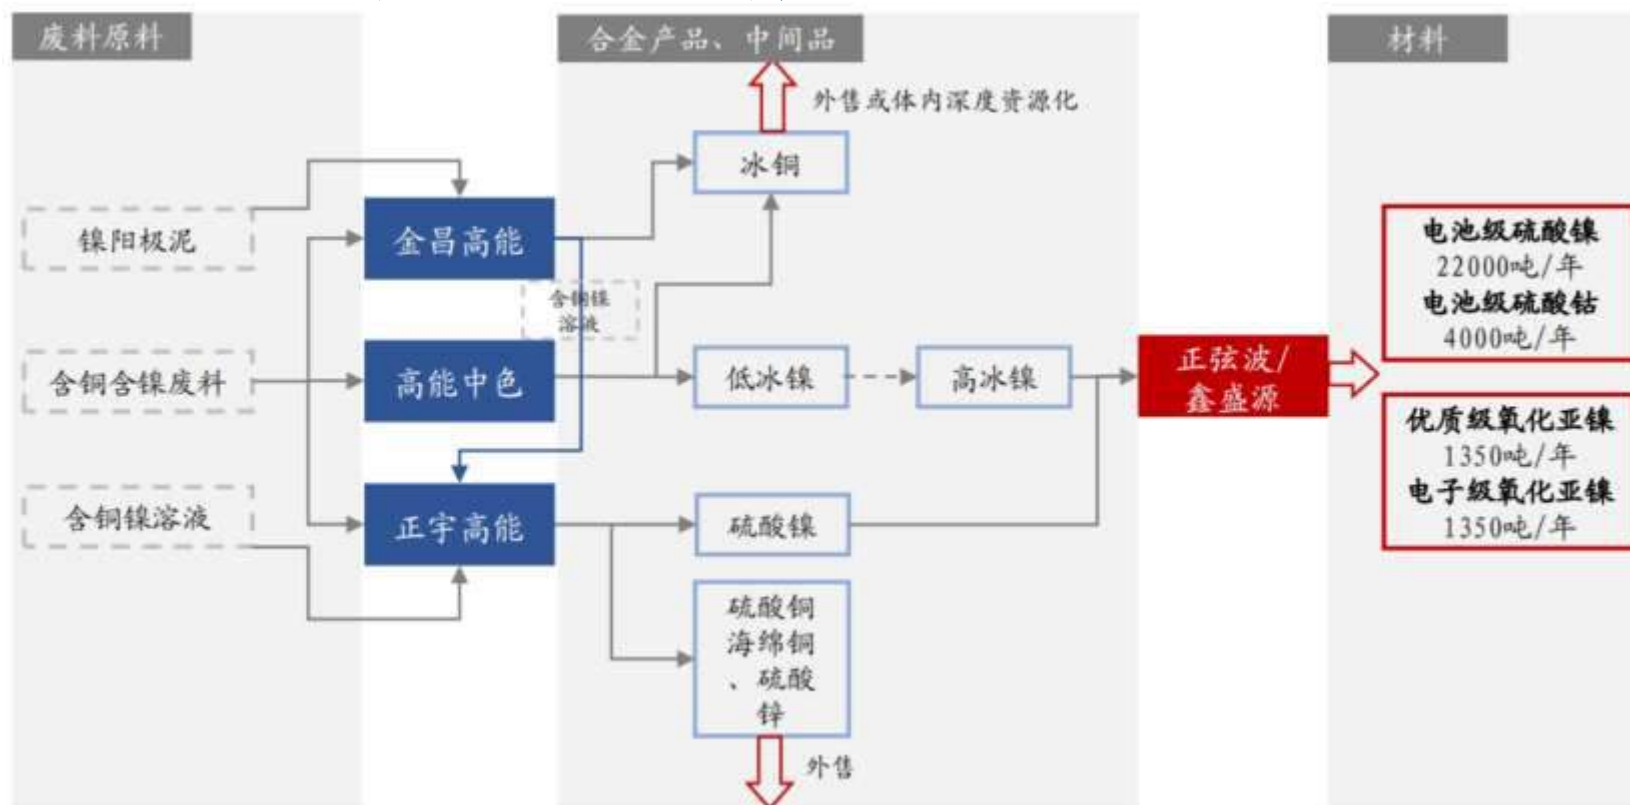 废料原料
合金产品、中间品
材料
外售或体内深度资源化
冰铜
镍阳极泥
金昌高能
含铜镍
溶液
含铜含镍废料
高能中色
低冰镍
高冰镍
正弦波/
鑫盛源
电池级硫酸镍
22000吨/年
电池级硫酸钴
4000吨/年
优质级氧化亚镍
1350吨/年
电子级氧化亚镍
1350吨/年
含铜镍溶液
正宇高能
硫酸镍
硫酸铜
海绵铜
、硫酸
锌
外售